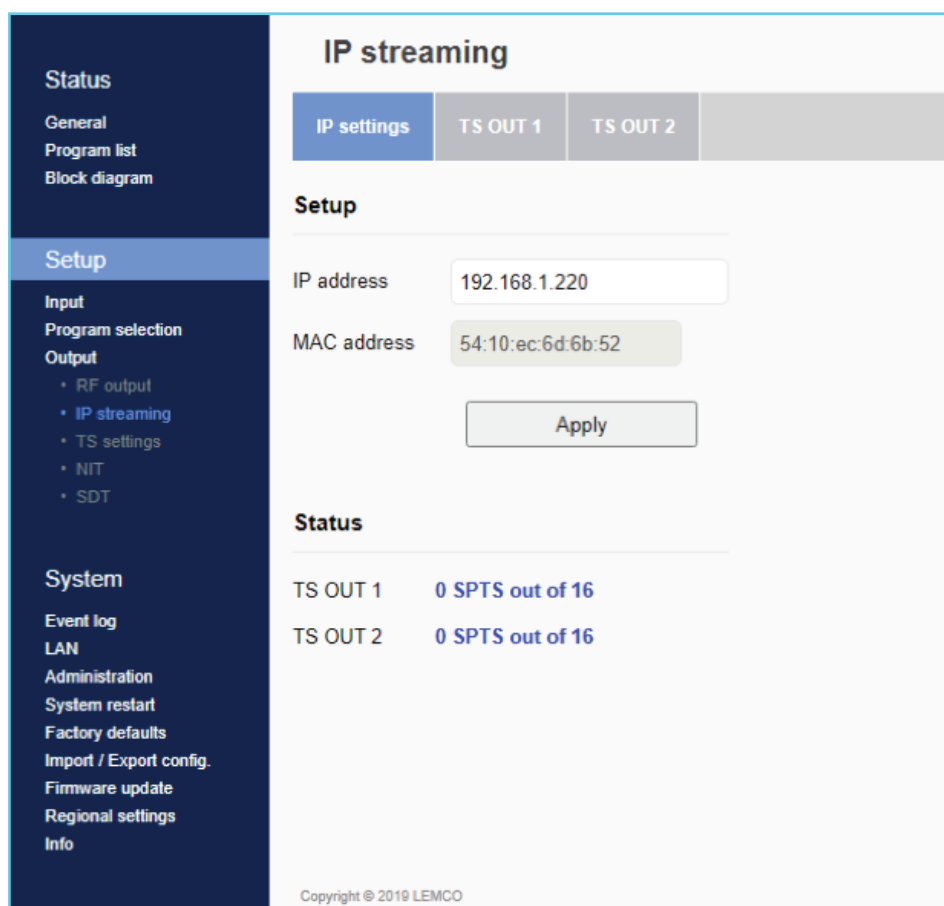 Status
General
Program list
Block diagram
Setup
Input
Program selection
Output
• RF output
• IP streaming
• TS settings
• NIT
• SDT
System
Event log
LAN
Administration
System restart
Factory defaults
Import / Export config.
Firmware update
Regional settings
Info
IP streaming
IP settings TS OUT 1 TS OUT 2
Setup
IP address 192.168.1.220
MAC address 54:10:ec:6d:6b:52
Apply
Status
TS OUT 1 0 SPTS out of 16
TS OUT 2 0 SPTS out of 16
Copyright © 2019 LEMCO